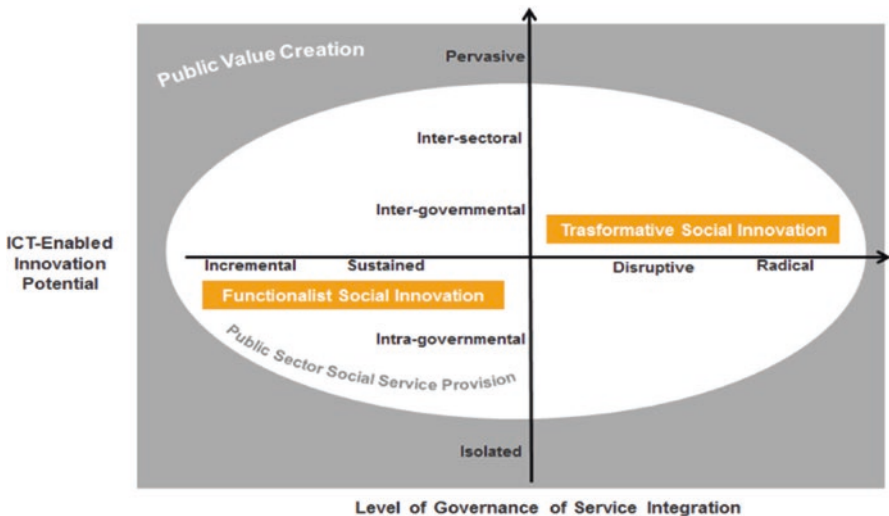 Public Value Creation
Pervasive
Inter-sectoral
Inter-governmental
Trasformative Social Innovation
ICT-Enabled
Innovation
Potential
Incremental
Sustained
Disruptive
Radical
Functionalist Social Innovation
Intra-governmental
Public Sector Social Service Provision
Isolated
Level of Governance of Service Integration